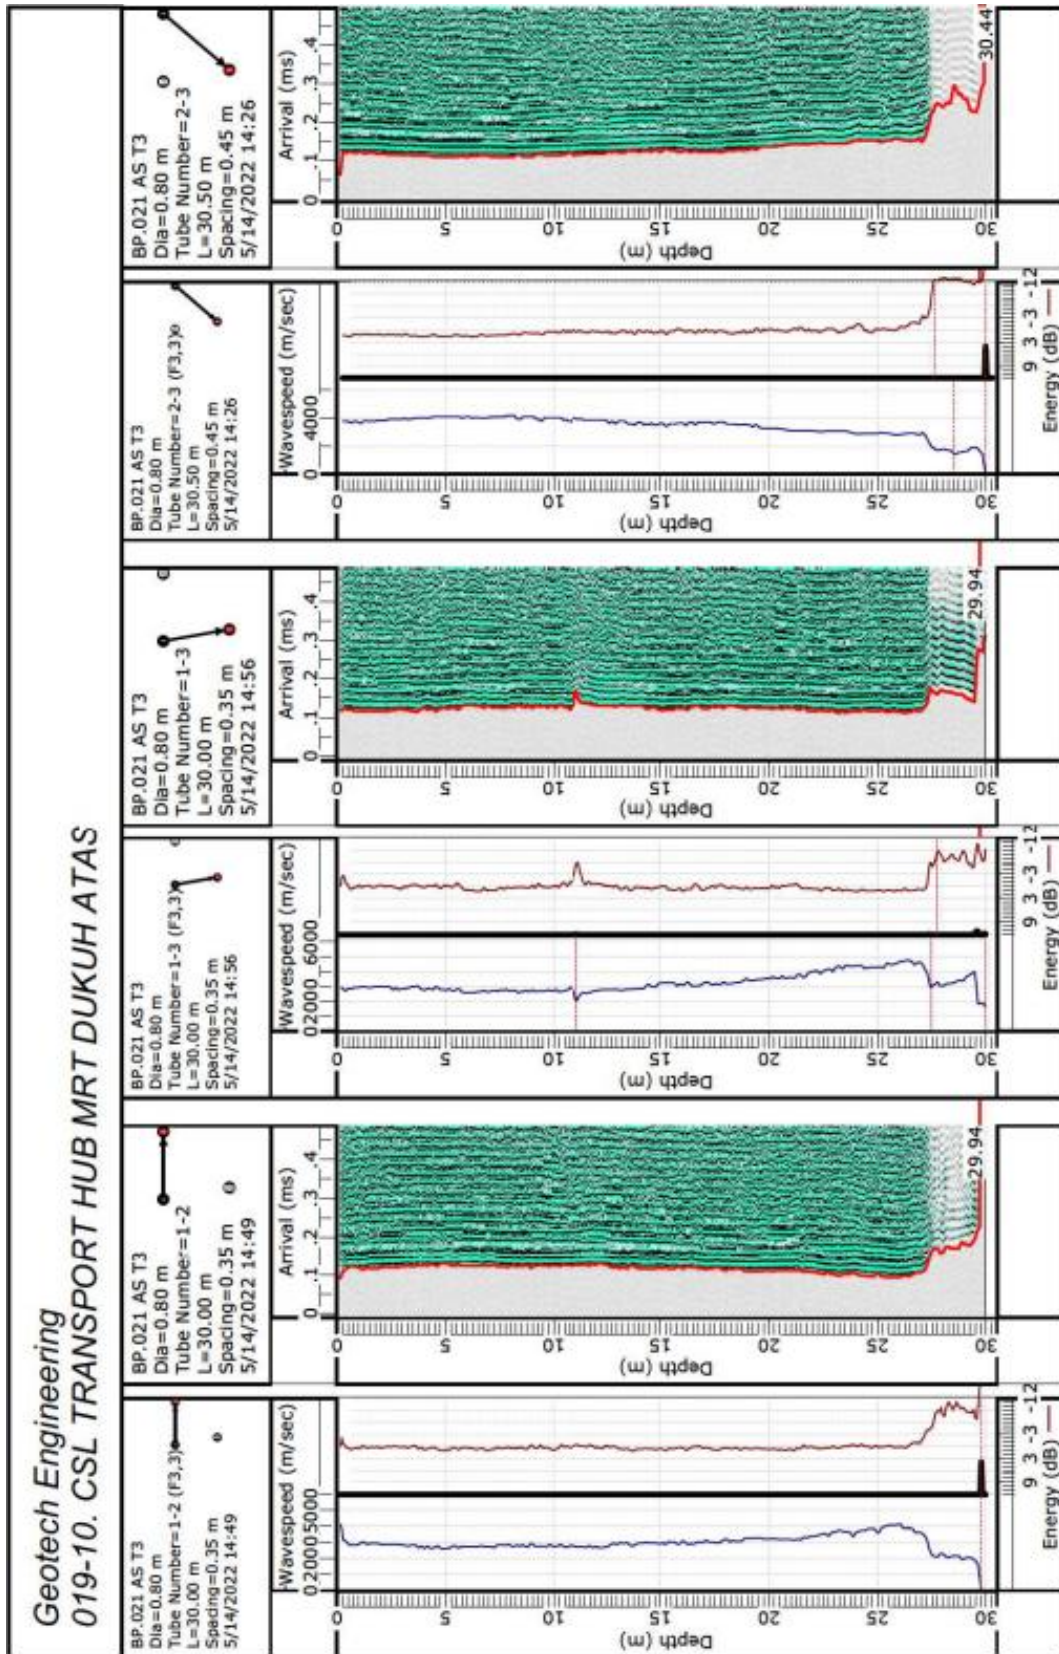 Geotech Engineering
019-10. CSL TRANSPORT HUB MRT DUKUH ATAS
BP.021 AS T3
Dia=0.80 m
Tube Number=1-2 (F3,3)
L=30.00 m
Spacing=0.35 m
5/14/2022 14:49
Wavespeed (m/sec)
0 2000 5000
0
5
10
15
20
25
30
Depth (m)
9 3 -3 -12
Energy (dB)
BP.021 AS T3
Dia=0.80 m
Tube Number=1-2
L=30.00 m
Spacing=0.35 m
5/14/2022 14:49
Arrival (ms)
0 .1 .2 .3 .4
0
5
10
15
20
25
30
29.94
Depth (m)
BP.021 AS T3
Dia=0.80 m
Tube Number=1-3 (F3,3)
L=30.00 m
Spacing=0.35 m
5/14/2022 14:56
Wavespeed (m/sec)
0 2000 6000
0
5
10
15
20
25
30
Depth (m)
9 3 -3 -12
Energy (dB)
BP.021 AS T3
Dia=0.80 m
Tube Number=1-3
L=30.00 m
Spacing=0.35 m
5/14/2022 14:56
Arrival (ms)
0 .1 .2 .3 .4
0
5
10
15
20
25
30
29.94
Depth (m)
BP.021 AS T3
Dia=0.80 m
Tube Number=2-3 (F3,3)
L=30.50 m
Spacing=0.45 m
5/14/2022 14:26
Wavespeed (m/sec)
0 4000
0
5
10
15
20
25
30
Depth (m)
9 3 -3 -12
Energy (dB)
BP.021 AS T3
Dia=0.80 m
Tube Number=2-3
L=30.50 m
Spacing=0.45 m
5/14/2022 14:26
Arrival (ms)
0 .1 .2 .3 .4
0
5
10
15
20
25
30
30.44
Depth (m)